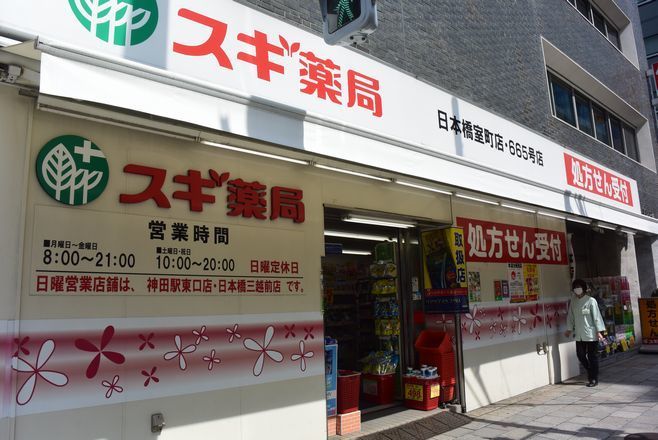 スギ薬局
日本橋室町店・665号店
処方せん受付
スギ薬局
営業時間
■月曜日〜金曜日
8:00〜21:00
■土曜日・祝日
10:00〜20:00
日曜定休日
日曜営業店舗は、神田駅東口店・日本橋三越前店 です。
取扱店
処方せん受付
498